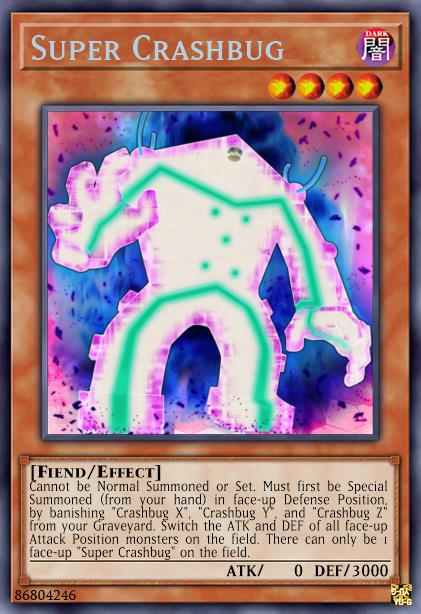 SUPER CRASHBUG
DARK
闇
[FIEND/EFFECT]
Cannot be Normal Summoned or Set. Must first be Special
Summoned (from your hand) in face-up Defense Position,
by banishing "Crashbug X", "Crashbug Y", and "Crashbug Z"
from your Graveyard. Switch the ATK and DEF of all face-up
Attack Position monsters on the field. There can only be 1
face-up "Super Crashbug" on the field.
ATK/ 0 DEF/3000
86804246